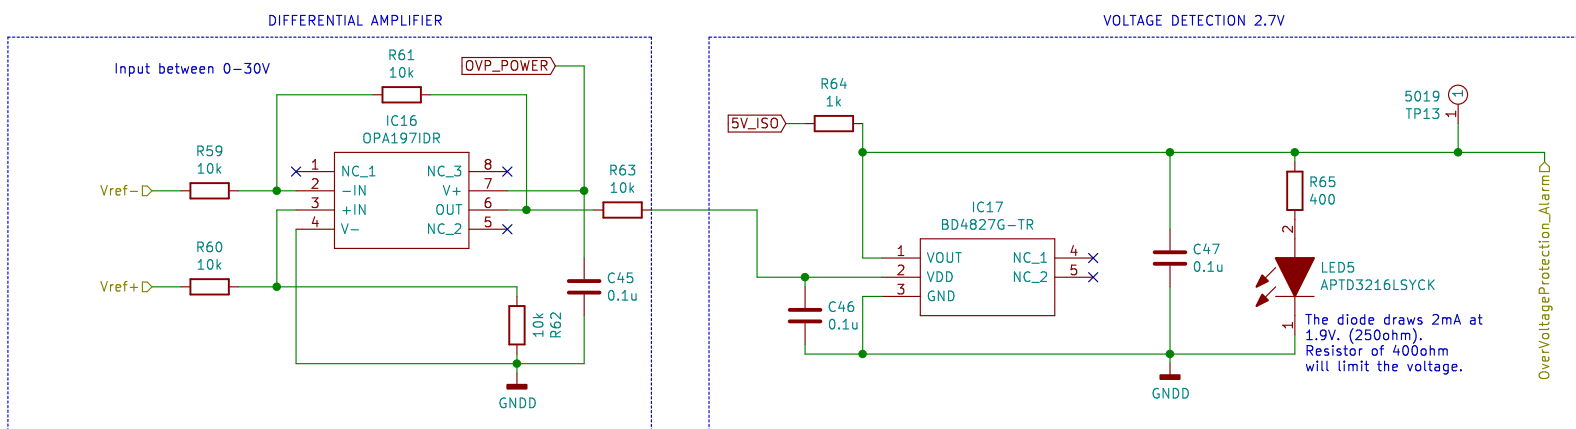 DIFFERENTIAL AMPLIFIER
Input between 0-30V
R61
10k
OVP_POWER
IC16
OPA197IDR
R59
10k
Vref-
1 NC_1
2 -IN
3 +IN
4 V-
NC_3 8
V+ 7
OUT 6
NC_2 5
R63
10k
R60
10k
Vref+
10k
R62
C45
0.1u
GNDD
VOLTAGE DETECTION 2.7V
R64
1k
5V_ISO
5019
TP13
1
1
IC17
BD4827G-TR
1 VOUT
2 VDD
3 GND
NC_1 4
NC_2 5
C46
0.1u
C47
0.1u
R65
400
2
LED5
APTD3216LSYCK
1
The diode draws 2mA at
1.9V. (250ohm).
Resistor of 400ohm
will limit the voltage.
GNDD
OverVoltageProtection_Alarm